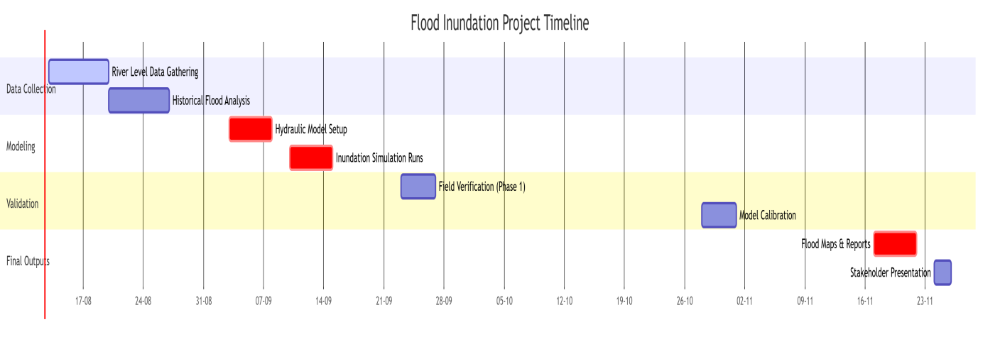 Flood Inundation Project Timeline
Data Collection
River Level Data Gathering
Historical Flood Analysis
Modeling
Hydraulic Model Setup
Inundation Simulation Runs
Validation
Field Verification (Phase 1)
Model Calibration
Final Outputs
Flood Maps & Reports
Stakeholder Presentation
17-08 24-08 31-08 07-09 14-09 21-09 28-09 05-10 12-10 19-10 26-10 02-11 09-11 16-11 23-11